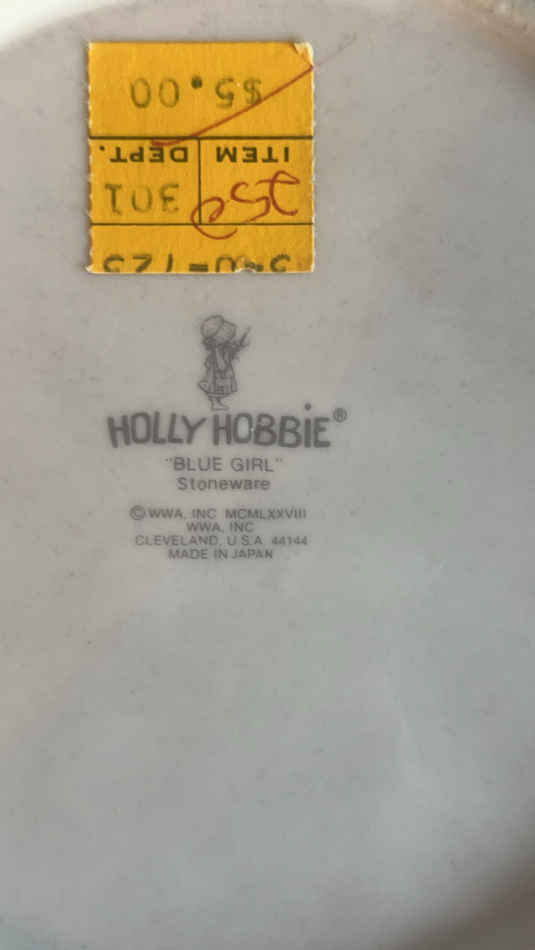 $5.00
ITEM DEPT.
301
250
HOLLY HOBBiE®
"BLUE GIRL"
Stoneware
©WWA, INC MCMLXXVIII
WWA, INC
CLEVELAND, U.S.A 44144
MADE IN JAPAN